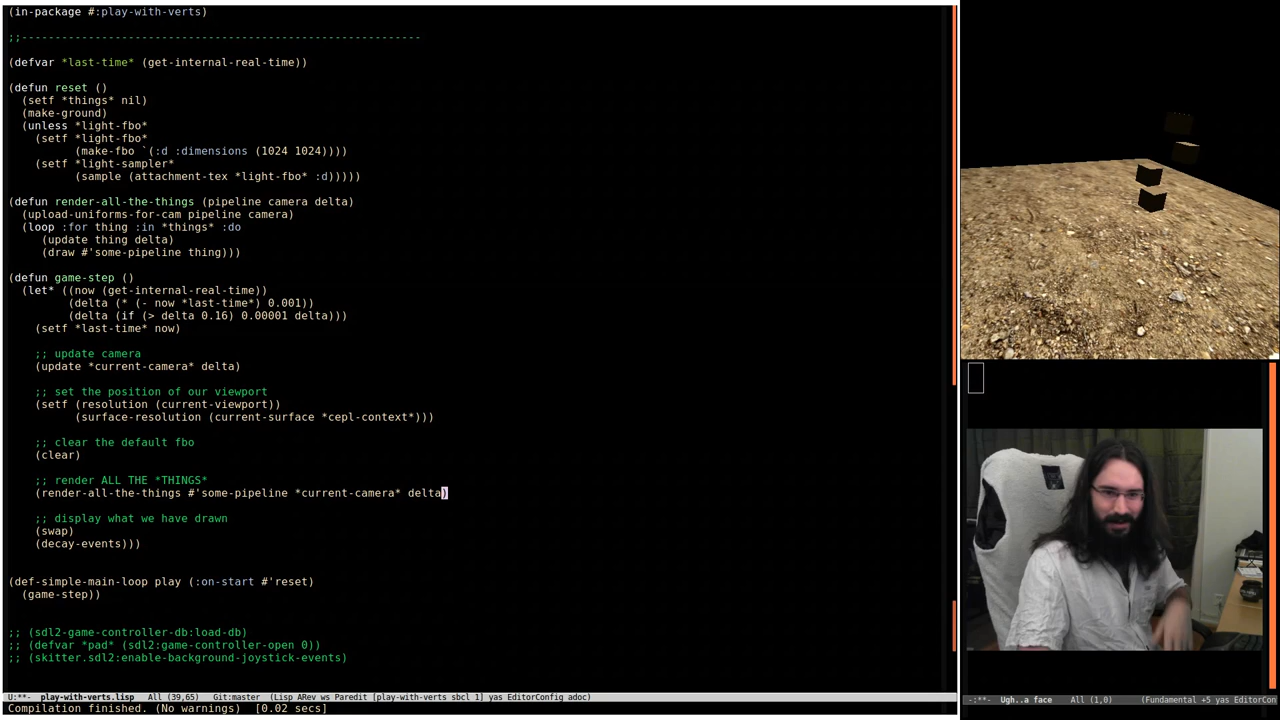 (in-package #:play-with-verts)
;;------------------------------------------------------------
(defvar *last-time* (get-internal-real-time))
(defun reset ()
  (setf *things* nil)
  (make-ground)
  (unless *light-fbo*
    (setf *light-fbo*
          (make-fbo `(:d :dimensions (1024 1024))))
    (setf *light-sampler*
          (sample (attachment-tex *light-fbo* :d)))))
(defun render-all-the-things (pipeline camera delta)
  (upload-uniforms-for-cam pipeline camera)
  (loop :for thing :in *things* :do
     (update thing delta)
     (draw #'some-pipeline thing)))
(defun game-step ()
  (let* ((now (get-internal-real-time))
         (delta (* (- now *last-time*) 0.001))
         (delta (if (> delta 0.16) 0.00001 delta)))
    (setf *last-time* now)
    ;; update camera
    (update *current-camera* delta)
    ;; set the position of our viewport
    (setf (resolution (current-viewport))
          (surface-resolution (current-surface *cepl-context*)))
    ;; clear the default fbo
    (clear)
    ;; render ALL THE *THINGS*
    (render-all-the-things #'some-pipeline *current-camera* delta)
    ;; display what we have drawn
    (swap)
    (decay-events)))
(def-simple-main-loop play (:on-start #'reset)
  (game-step))
;; (sdl2-game-controller-db:load-db)
;; (defvar *pad* (sdl2:game-controller-open 0))
;; (skitter.sdl2:enable-background-joystick-events)
U:**-  play-with-verts.lisp   All (39,65)   Git:master  (Lisp ARev ws Paredit [play-with-verts sbcl 1] yas EditorConfig adoc)
Compilation finished. (No warnings)  [0.02 secs]
-:**-  Ugh..a face   All (1,0)     (Fundamental +5 yas EditorCon